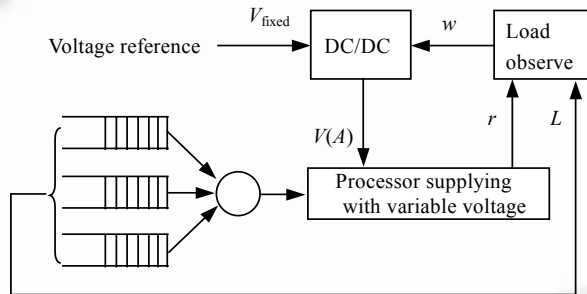 V_fixed
w
Voltage reference
DC/DC
Load
observe
V(A)
r
L
Processor supplying
with variable voltage